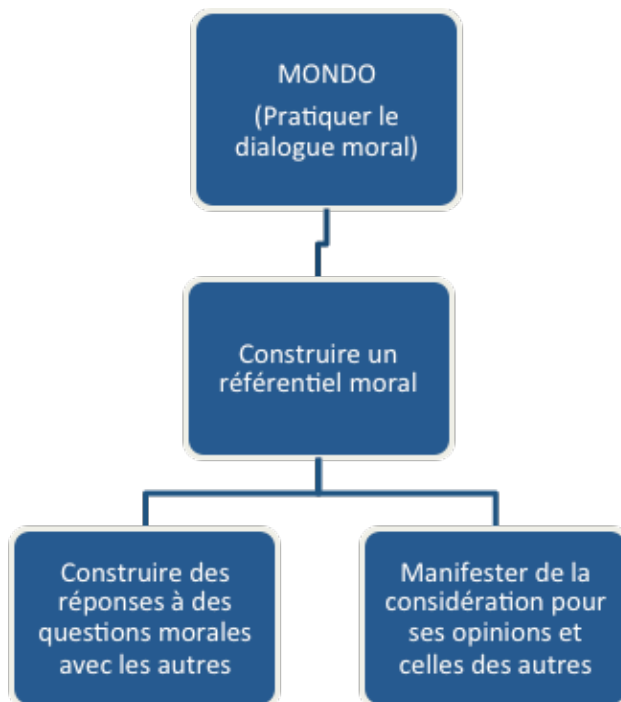 MONDO
(Pratiquer le
dialogue moral)
Construire un
référentiel moral
Construire des
réponses à des
questions morales
avec les autres
Manifester de la
considération pour
ses opinions et
celles des autres